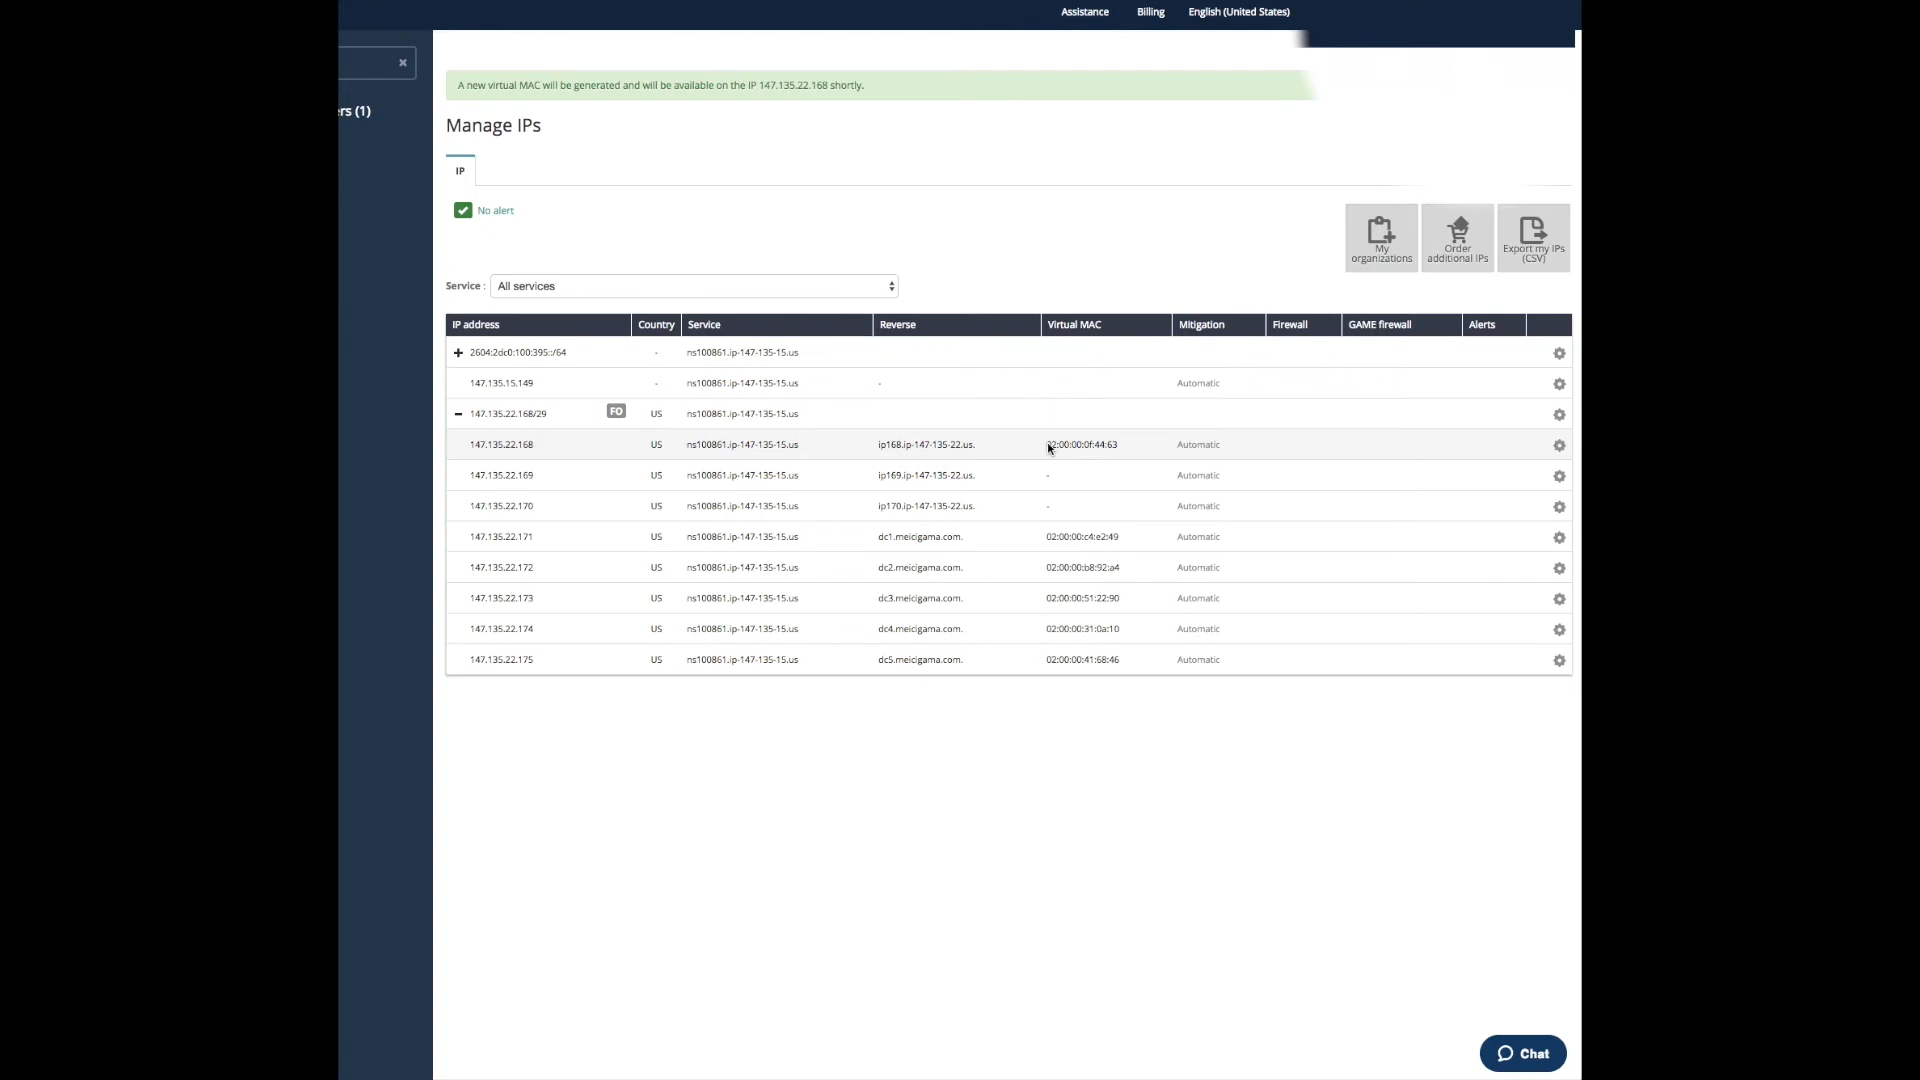 Assistance Billing English (United States)
ers (1)
A new virtual MAC will be generated and will be available on the IP 147.135.22.168 shortly.
Manage IPs
IP
No alert
My organizations
Order additional IPs
Export my IPs (CSV)
Service : All services
IP address Country Service Reverse Virtual MAC Mitigation Firewall GAME firewall Alerts
2604:2dc0:100:395::/64 - ns100861.ip-147-135-15.us
147.135.15.149 - ns100861.ip-147-135-15.us - Automatic
147.135.22.168/29 FO US ns100861.ip-147-135-15.us
147.135.22.168 US ns100861.ip-147-135-15.us ip168.ip-147-135-22.us. 02:00:00:0f:44:63 Automatic
147.135.22.169 US ns100861.ip-147-135-15.us ip169.ip-147-135-22.us. - Automatic
147.135.22.170 US ns100861.ip-147-135-15.us ip170.ip-147-135-22.us. - Automatic
147.135.22.171 US ns100861.ip-147-135-15.us dc1.meicigama.com. 02:00:00:c4:e2:49 Automatic
147.135.22.172 US ns100861.ip-147-135-15.us dc2.meicigama.com. 02:00:00:b8:92:a4 Automatic
147.135.22.173 US ns100861.ip-147-135-15.us dc3.meicigama.com. 02:00:00:51:22:90 Automatic
147.135.22.174 US ns100861.ip-147-135-15.us dc4.meicigama.com. 02:00:00:31:0a:10 Automatic
147.135.22.175 US ns100861.ip-147-135-15.us dc5.meicigama.com. 02:00:00:41:68:46 Automatic
Chat